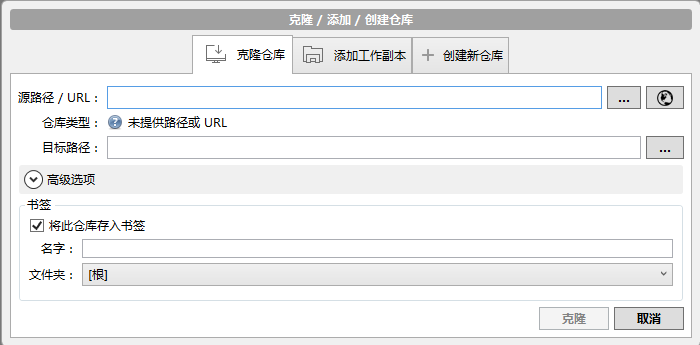 克隆 / 添加 / 创建仓库
克隆仓库 添加工作副本 创建新仓库
源路径 / URL： ...
仓库类型： ? 未提供路径或 URL
目标路径： ...
高级选项
书签
将此仓库存入书签
名字：
文件夹： [根]
克隆 取消